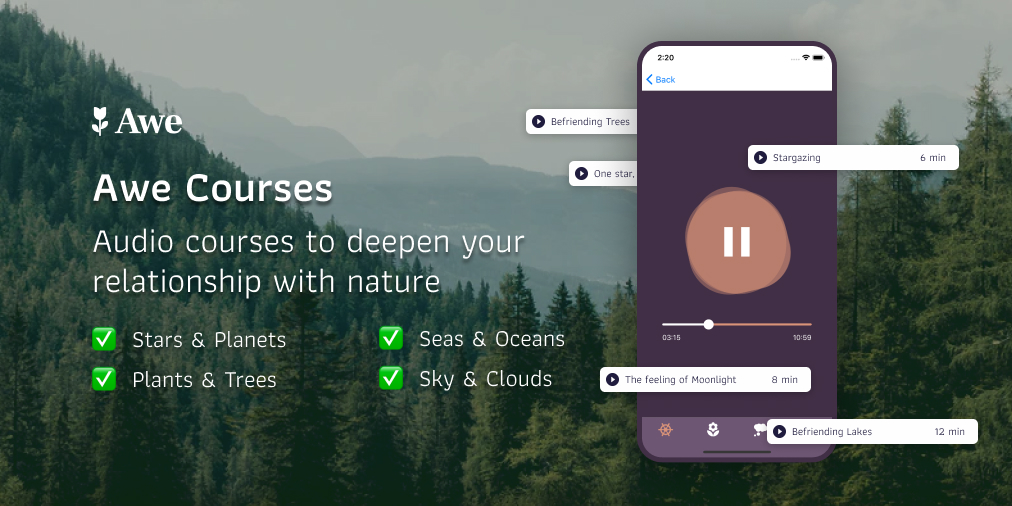 Awe
Awe Courses
Audio courses to deepen your
relationship with nature
Stars & Planets
Seas & Oceans
Plants & Trees
Sky & Clouds
2:20
Back
Befriending Trees
Stargazing 6 min
One star,
03:15 10:59
The feeling of Moonlight 8 min
Befriending Lakes 12 min